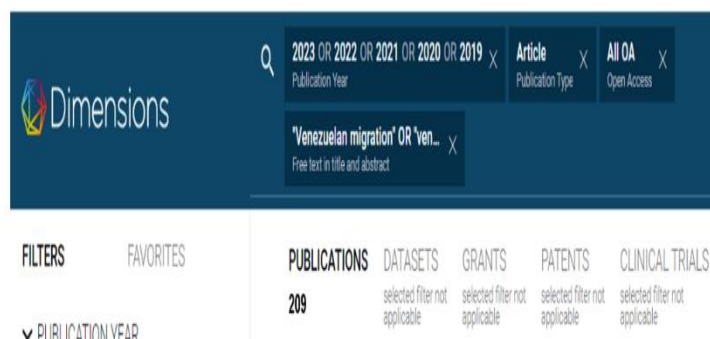 2023 OR 2022 OR 2021 OR 2020 OR 2019 ×
Publication Year
Article ×
Publication Type
All OA ×
Open Access
Dimensions
"Venezuelan migration" OR "ven... ×
Free text in title and abstract
FILTERS FAVORITES
PUBLICATIONS DATASETS GRANTS PATENTS CLINICAL TRIALS
209
selected filter not
applicable
selected filter not
applicable
selected filter not
applicable
selected filter not
applicable
PUBLICATION YEAR